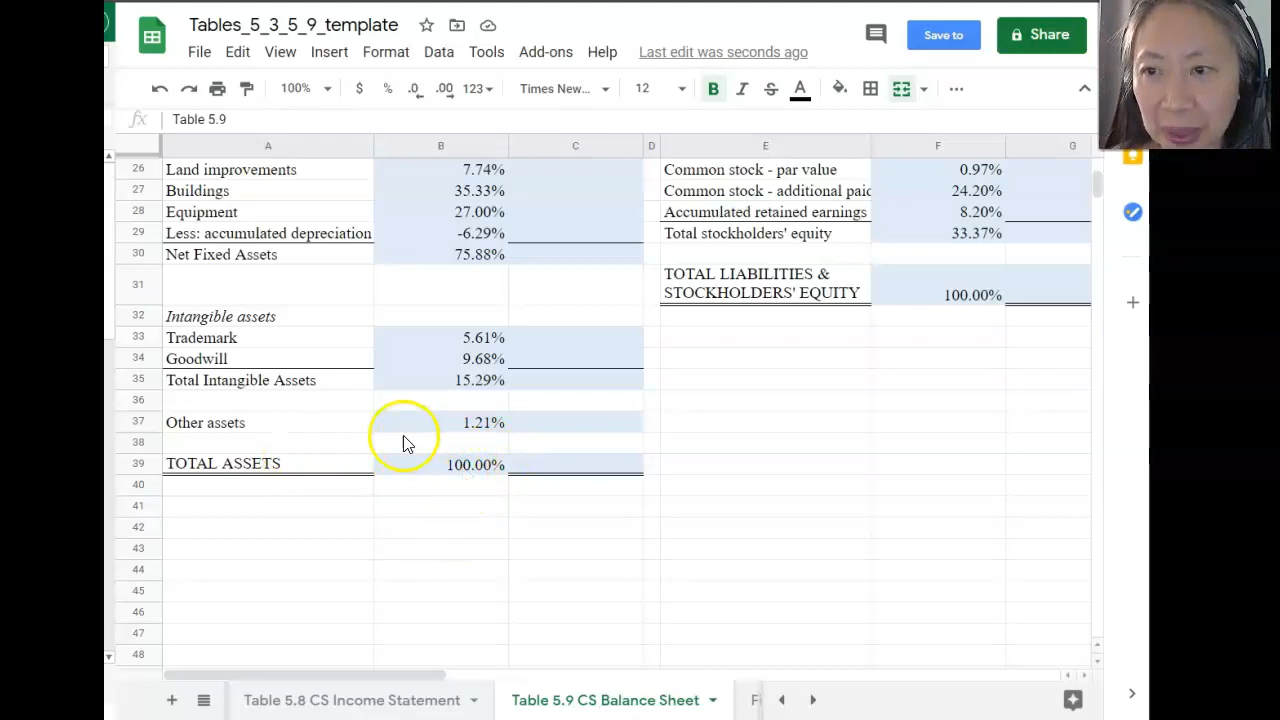 Tables_5_3_5_9_template
File Edit View Insert Format Data Tools Add-ons Help Last edit was seconds ago
Save to
Share
100% $ % .0 .00 123 Times New... 12 B I S A
fx Table 5.9
A B C D E F G
26 Land improvements 7.74% Common stock - par value 0.97%
27 Buildings 35.33% Common stock - additional paid 24.20%
28 Equipment 27.00% Accumulated retained earnings 8.20%
29 Less: accumulated depreciation -6.29% Total stockholders' equity 33.37%
30 Net Fixed Assets 75.88%
31 TOTAL LIABILITIES &
STOCKHOLDERS' EQUITY 100.00%
32 Intangible assets
33 Trademark 5.61%
34 Goodwill 9.68%
35 Total Intangible Assets 15.29%
36
37 Other assets 1.21%
38
39 TOTAL ASSETS 100.00%
40
41
42
43
44
45
46
47
48
Table 5.8 CS Income Statement Table 5.9 CS Balance Sheet